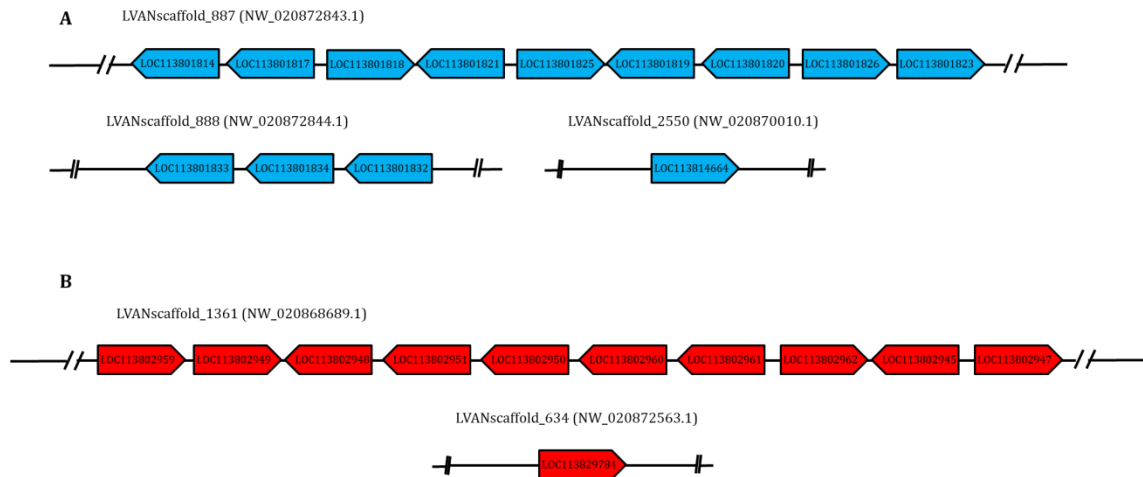 A
LVANscaffold_887 (NW_020872843.1)
LOC113801814 LOC113801817 LOC113801818 LOC113801821 LOC113801825 LOC113801819 LOC113801820 LOC113801826 LOC113801823
LVANscaffold_888 (NW_020872844.1) LVANscaffold_2550 (NW_020870010.1)
LOC113801833 LOC113801834 LOC113801832 LOC113814664
B
LVANscaffold_1361 (NW_020868689.1)
LOC113802959 LOC113802949 LOC113802948 LOC113802951 LOC113802950 LOC113802960 LOC113802961 LOC113802962 LOC113802945 LOC113802947
LVANscaffold_634 (NW_020872563.1)
LOC113829784